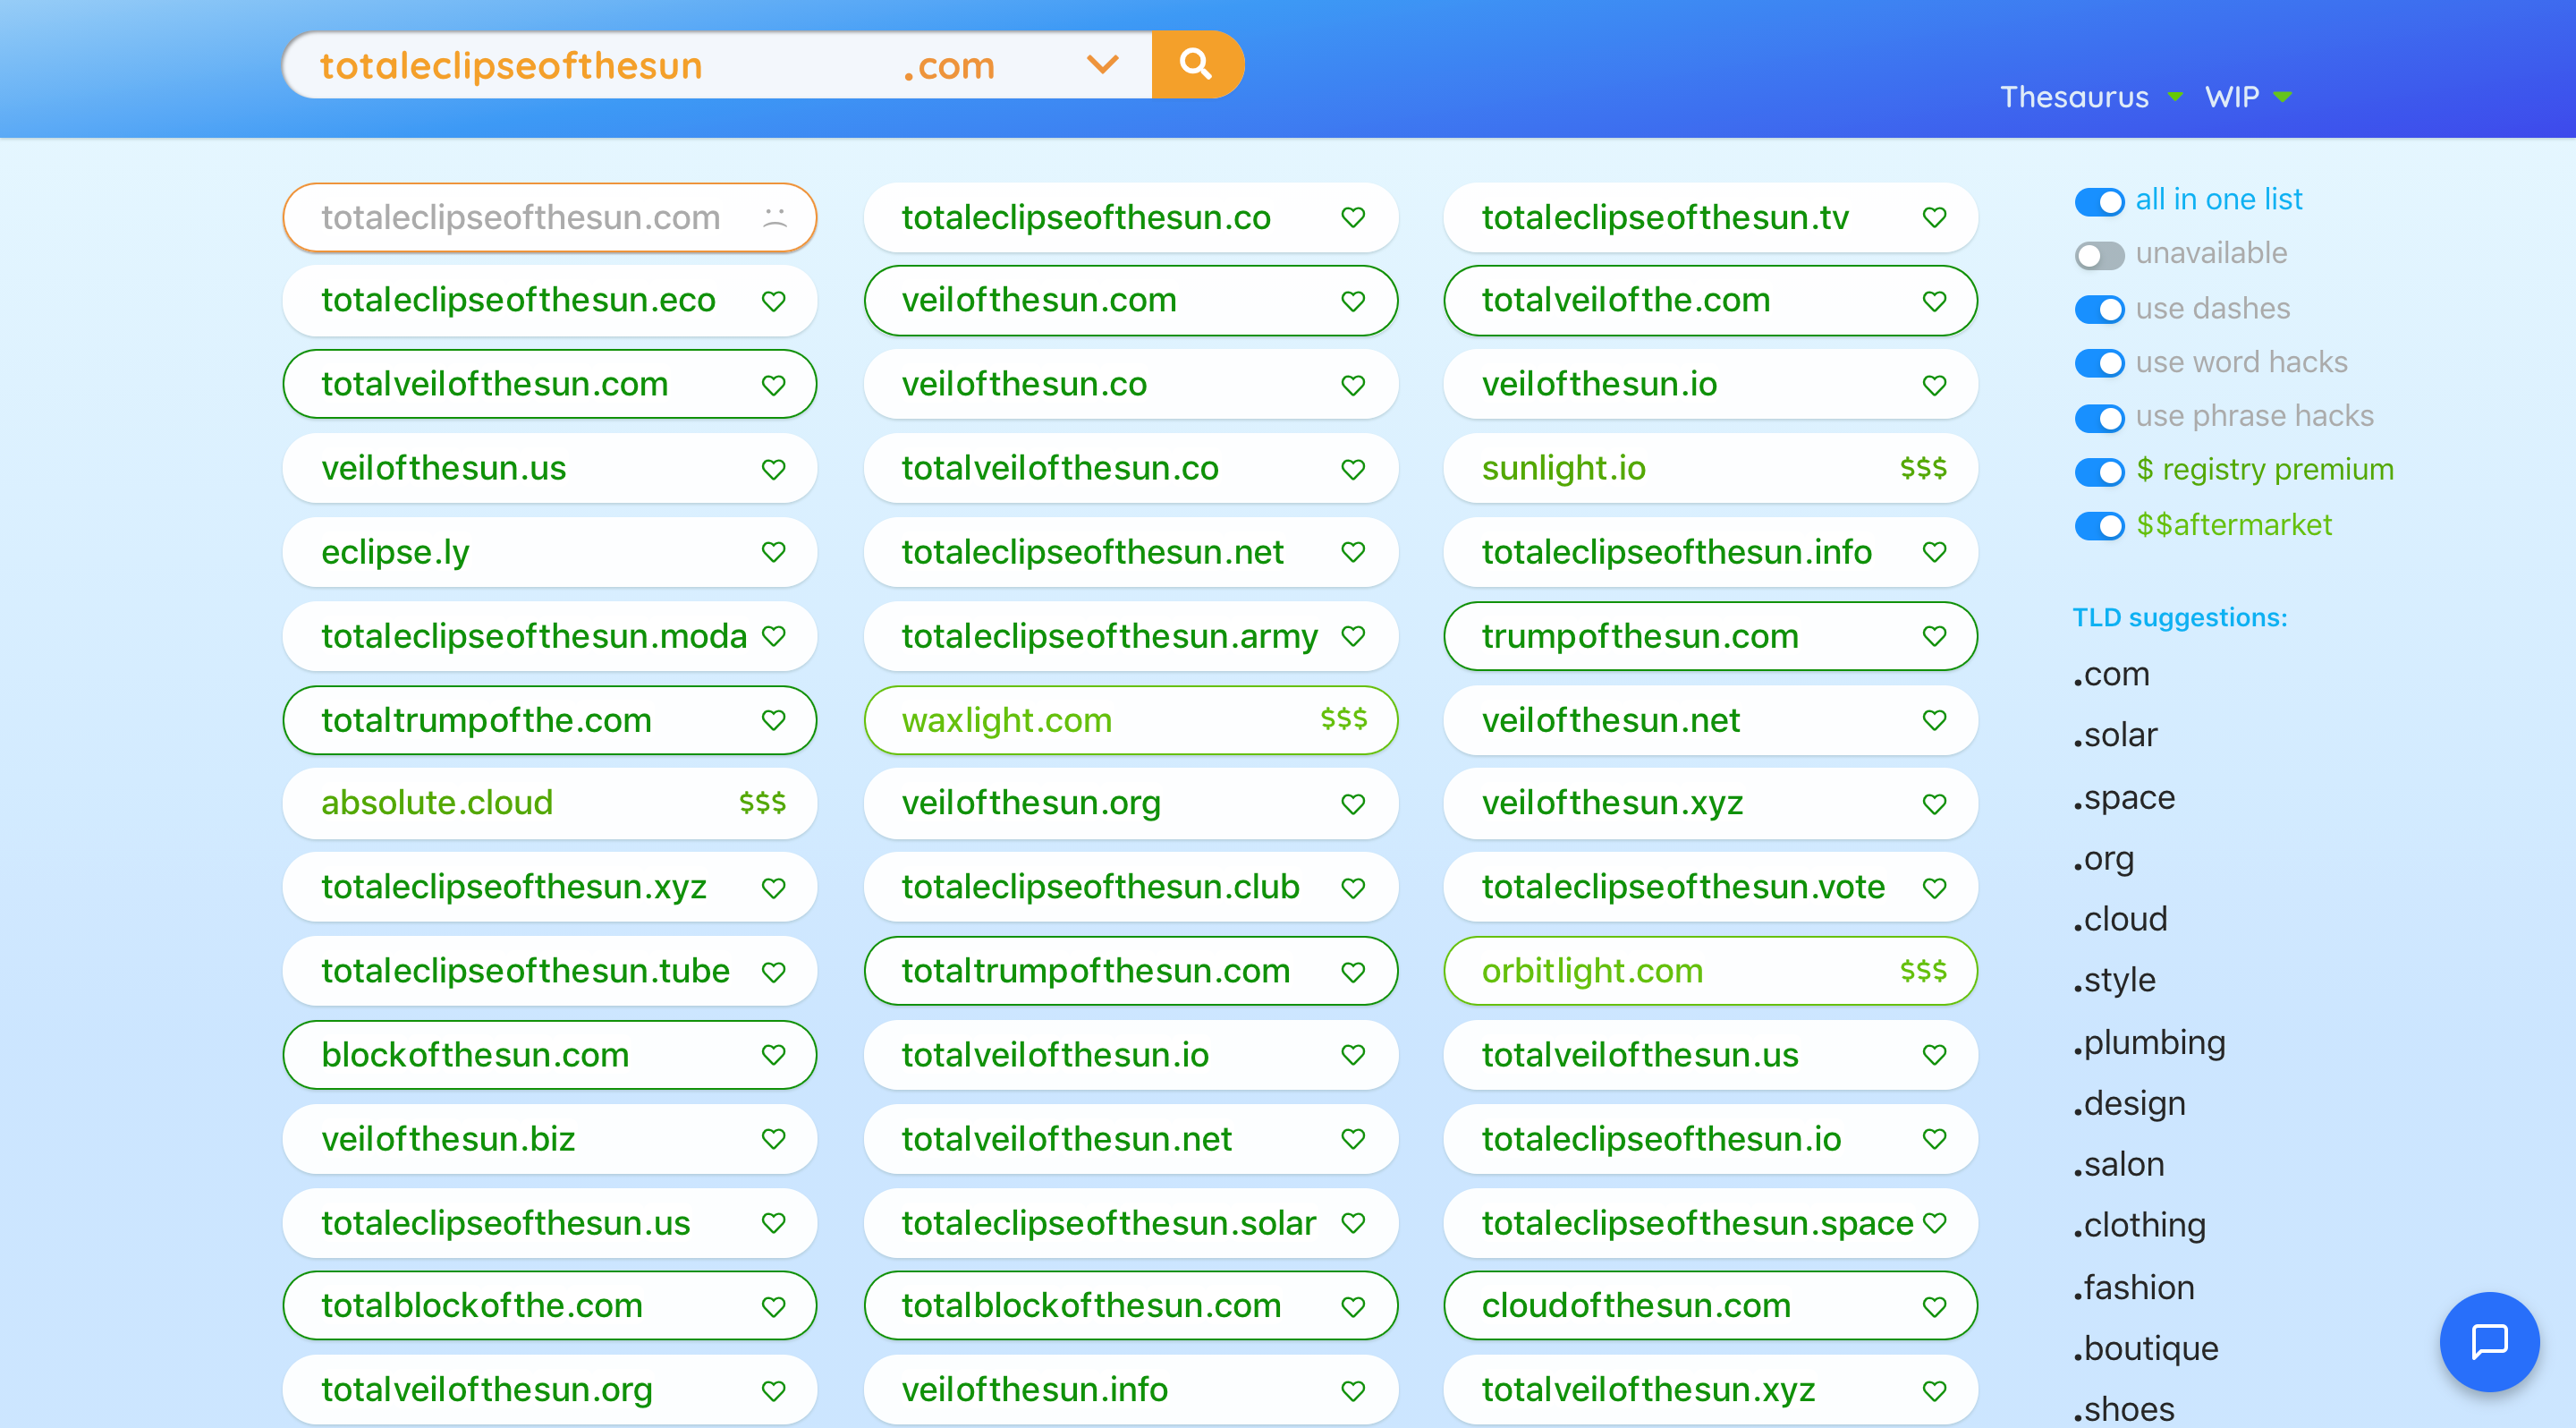 totaleclipseofthesun .com
Thesaurus WIP
totaleclipseofthesun.com
totaleclipseofthesun.co
totaleclipseofthesun.tv
totaleclipseofthesun.eco
veilofthesun.com
totalveilofthe.com
totalveilofthesun.com
veilofthesun.co
veilofthesun.io
veilofthesun.us
totalveilofthesun.co
sunlight.io $$$
eclipse.ly
totaleclipseofthesun.net
totaleclipseofthesun.info
totaleclipseofthesun.moda
totaleclipseofthesun.army
trumpofthesun.com
totaltrumpofthe.com
waxlight.com $$$
veilofthesun.net
absolute.cloud $$$
veilofthesun.org
veilofthesun.xyz
totaleclipseofthesun.xyz
totaleclipseofthesun.club
totaleclipseofthesun.vote
totaleclipseofthesun.tube
totaltrumpofthesun.com
orbitlight.com $$$
blockofthesun.com
totalveilofthesun.io
totalveilofthesun.us
veilofthesun.biz
totalveilofthesun.net
totaleclipseofthesun.io
totaleclipseofthesun.us
totaleclipseofthesun.solar
totaleclipseofthesun.space
totalblockofthe.com
totalblockofthesun.com
cloudofthesun.com
totalveilofthesun.org
veilofthesun.info
totalveilofthesun.xyz
all in one list
unavailable
use dashes
use word hacks
use phrase hacks
$ registry premium
$$aftermarket
TLD suggestions:
.com
.solar
.space
.org
.cloud
.style
.plumbing
.design
.salon
.clothing
.fashion
.boutique
.shoes